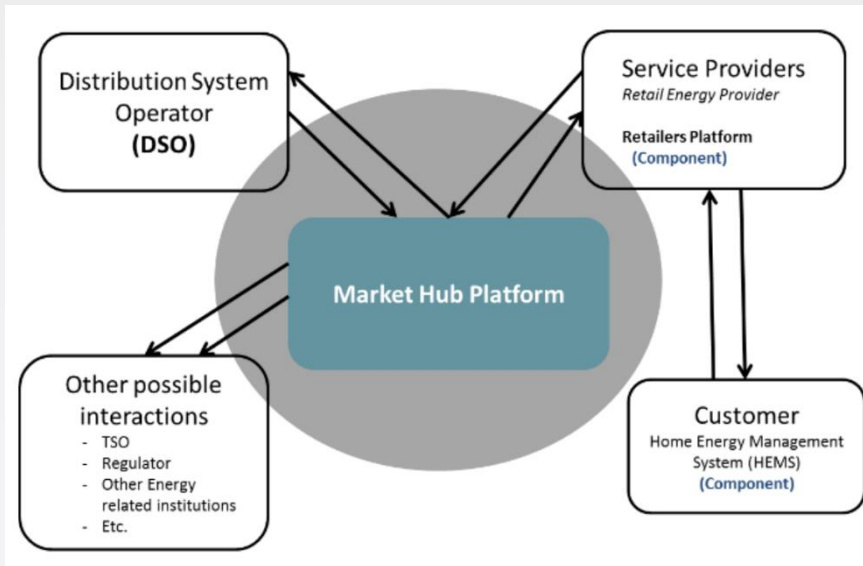 Distribution System
Operator
(DSO)
Service Providers
Retail Energy Provider
Retailers Platform
(Component)
Market Hub Platform
Other possible
interactions
- TSO
- Regulator
- Other Energy
related institutions
- Etc.
Customer
Home Energy Management
System (HEMS)
(Component)